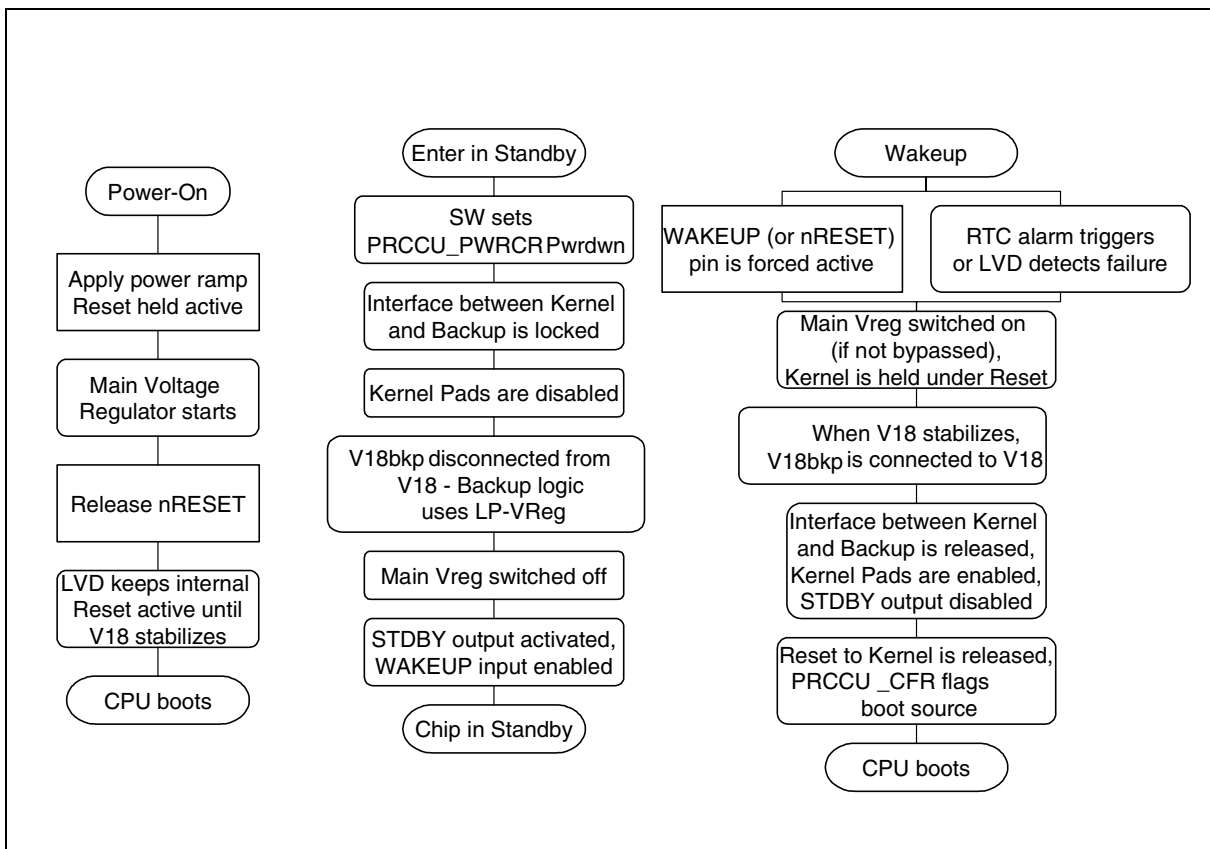 Power-On
Apply power ramp
Reset held active
Main Voltage
Regulator starts
Release nRESET
LVD keeps internal
Reset active until
V18 stabilizes
CPU boots
Enter in Standby
SW sets
PRCCU_PWRCR Pwrdwn
Interface between Kernel
and Backup is locked
Kernel Pads are disabled
V18bkp disconnected from
V18 - Backup logic
uses LP-VReg
Main Vreg switched off
STDBY output activated,
WAKEUP input enabled
Chip in Standby
Wakeup
WAKEUP (or nRESET)
pin is forced active
RTC alarm triggers
or LVD detects failure
Main Vreg switched on
(if not bypassed),
Kernel is held under Reset
When V18 stabilizes,
V18bkp is connected to V18
Interface between Kernel
and Backup is released,
Kernel Pads are enabled,
STDBY output disabled
Reset to Kernel is released,
PRCCU _CFR flags
boot source
CPU boots